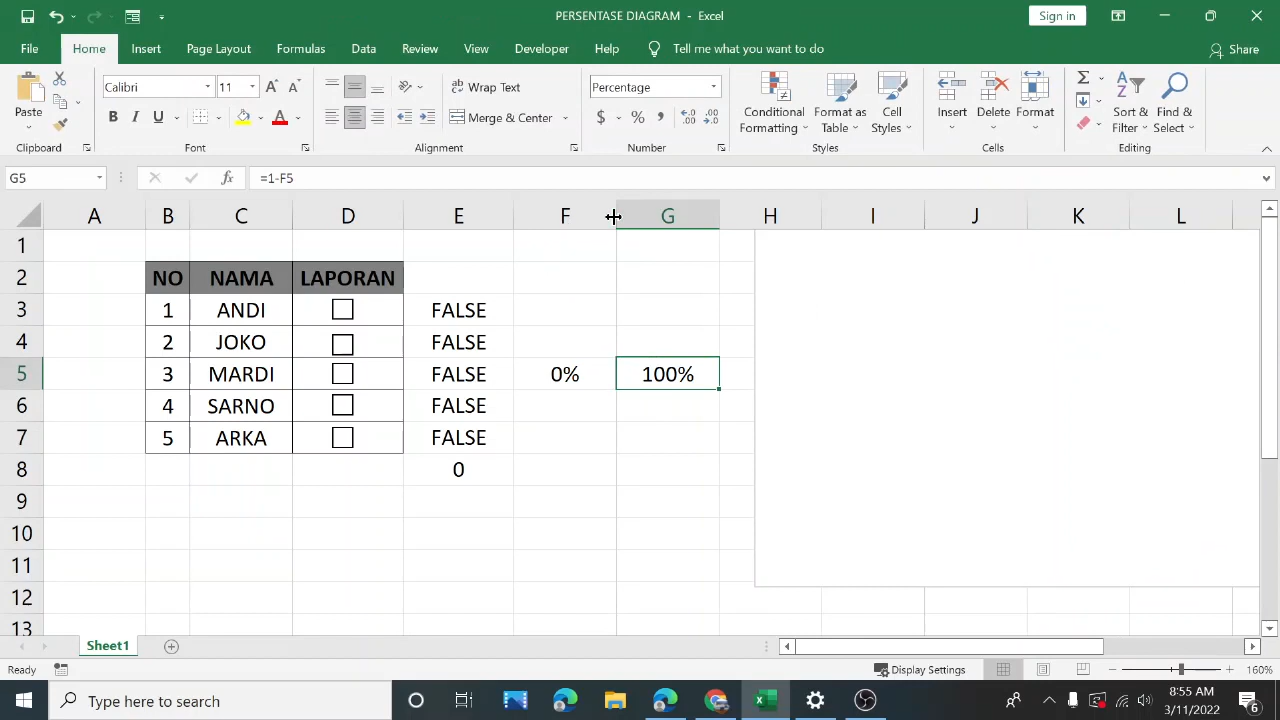 PERSENTASE DIAGRAM - Excel
Sign in
File Home Insert Page Layout Formulas Data Review View Developer Help Tell me what you want to do Share
Paste
Clipboard
Calibri 11
B I U
Font
Wrap Text
Merge & Center
Alignment
Percentage
$ % ,
Number
Conditional Formatting
Format as Table
Cell Styles
Styles
Insert Delete Format
Cells
Sort & Filter
Find & Select
Editing
G5 fx =1-F5
A B C D E F G H I J K L
1
2 NO NAMA LAPORAN
3 1 ANDI FALSE
4 2 JOKO FALSE
5 3 MARDI FALSE 0% 100%
6 4 SARNO FALSE
7 5 ARKA FALSE
8 0
9
10
11
12
13
Sheet1
Ready Display Settings 160%
Type here to search
8:55 AM
3/11/2022
6